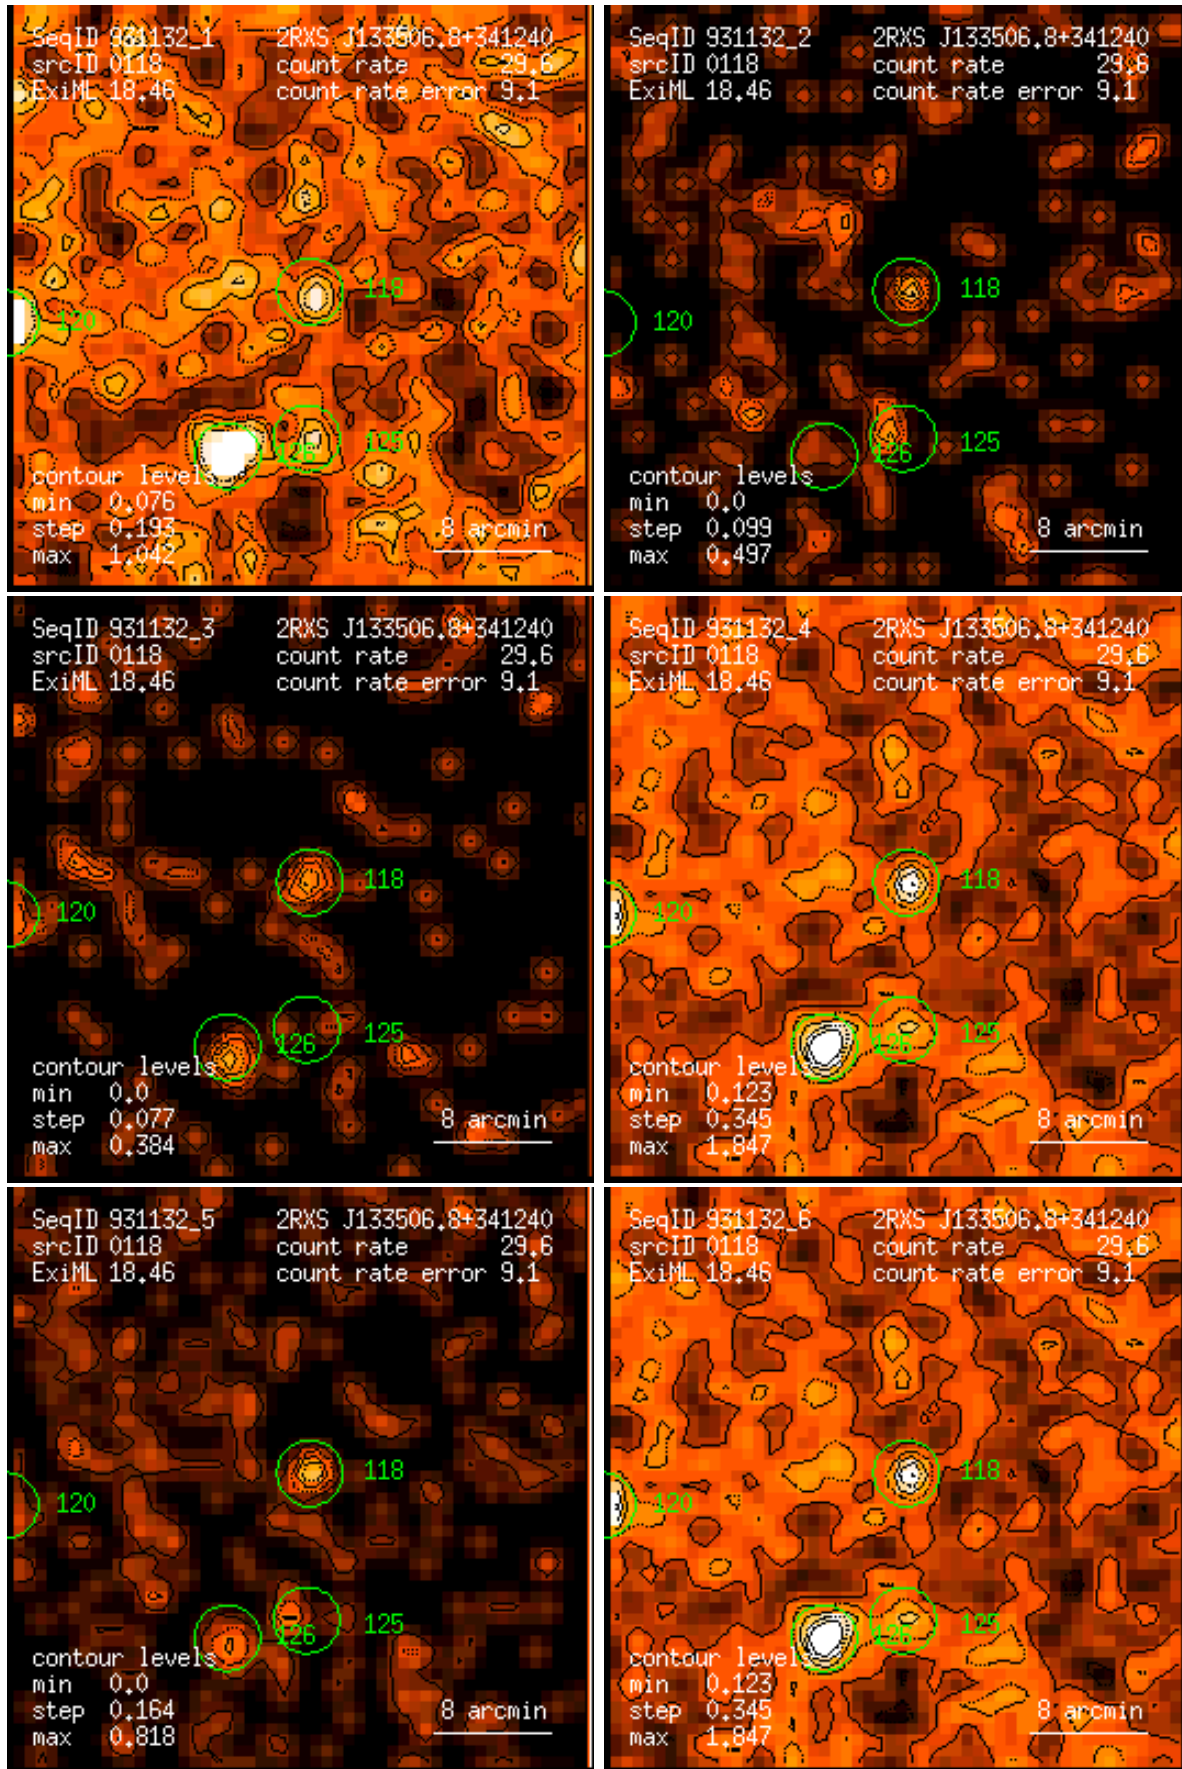 SeqID 931132_1 2RXS J133506.8+341240
srcID 0118 count rate 29.6
ExiML 18.46 count rate error 9.1
118
120
125
126
contour levels
min 0.076
step 0.193 8 arcmin
max 1.042
SeqID 931132_2 2RXS J133506.8+341240
srcID 0118 count rate 29.6
ExiML 18.46 count rate error 9.1
118
120
125
126
contour levels
min 0.0
step 0.099 8 arcmin
max 0.497
SeqID 931132_3 2RXS J133506.8+341240
srcID 0118 count rate 29.6
ExiML 18.46 count rate error 9.1
118
120
125
126
contour levels
min 0.0
step 0.077 8 arcmin
max 0.384
SeqID 931132_4 2RXS J133506.8+341240
srcID 0118 count rate 29.6
ExiML 18.46 count rate error 9.1
118
120
125
126
contour levels
min 0.123
step 0.345 8 arcmin
max 1.847
SeqID 931132_5 2RXS J133506.8+341240
srcID 0118 count rate 29.6
ExiML 18.46 count rate error 9.1
118
120
125
126
contour levels
min 0.0
step 0.164 8 arcmin
max 0.818
SeqID 931132_6 2RXS J133506.8+341240
srcID 0118 count rate 29.6
ExiML 18.46 count rate error 9.1
118
120
125
126
contour levels
min 0.123
step 0.345 8 arcmin
max 1.847